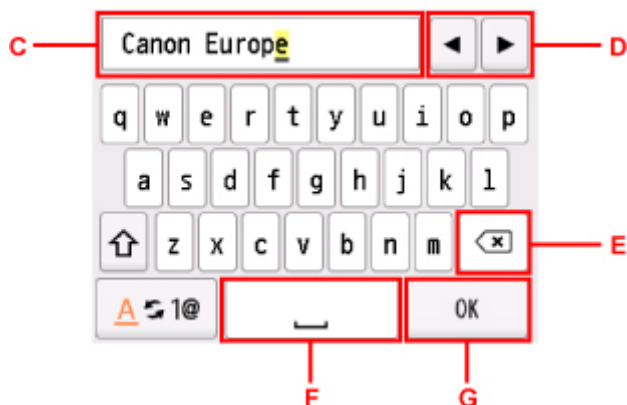 C Canon Europe D
q w e r t y u i o p
a s d f g h j k l
z x c v b n m E
A 1@ OK
F G